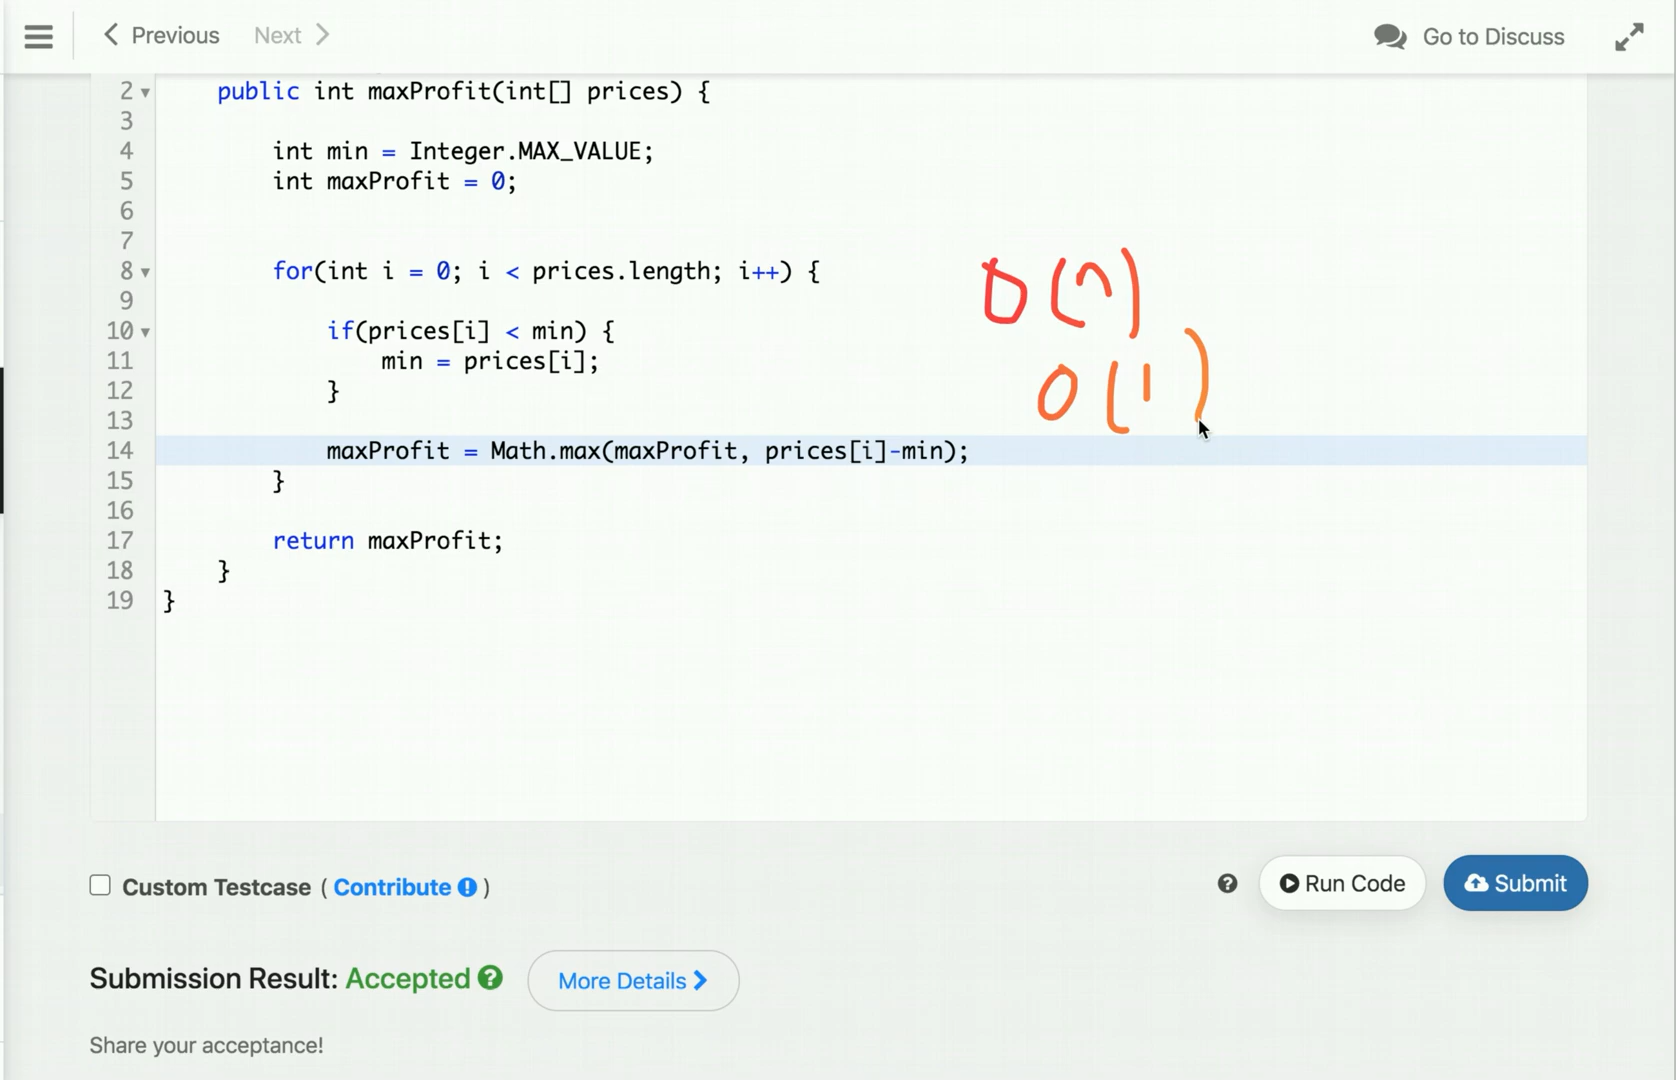 Previous Next Go to Discuss
2 public int maxProfit(int[] prices) {
3
4 int min = Integer.MAX_VALUE;
5 int maxProfit = 0;
6
7
8 for(int i = 0; i < prices.length; i++) {
9
10 if(prices[i] < min) {
11 min = prices[i];
12 }
13
14 maxProfit = Math.max(maxProfit, prices[i]-min);
15 }
16
17 return maxProfit;
18 }
19 }
O(n)
O(1)
Custom Testcase ( Contribute ! )
? Run Code Submit
Submission Result: Accepted ? More Details
Share your acceptance!